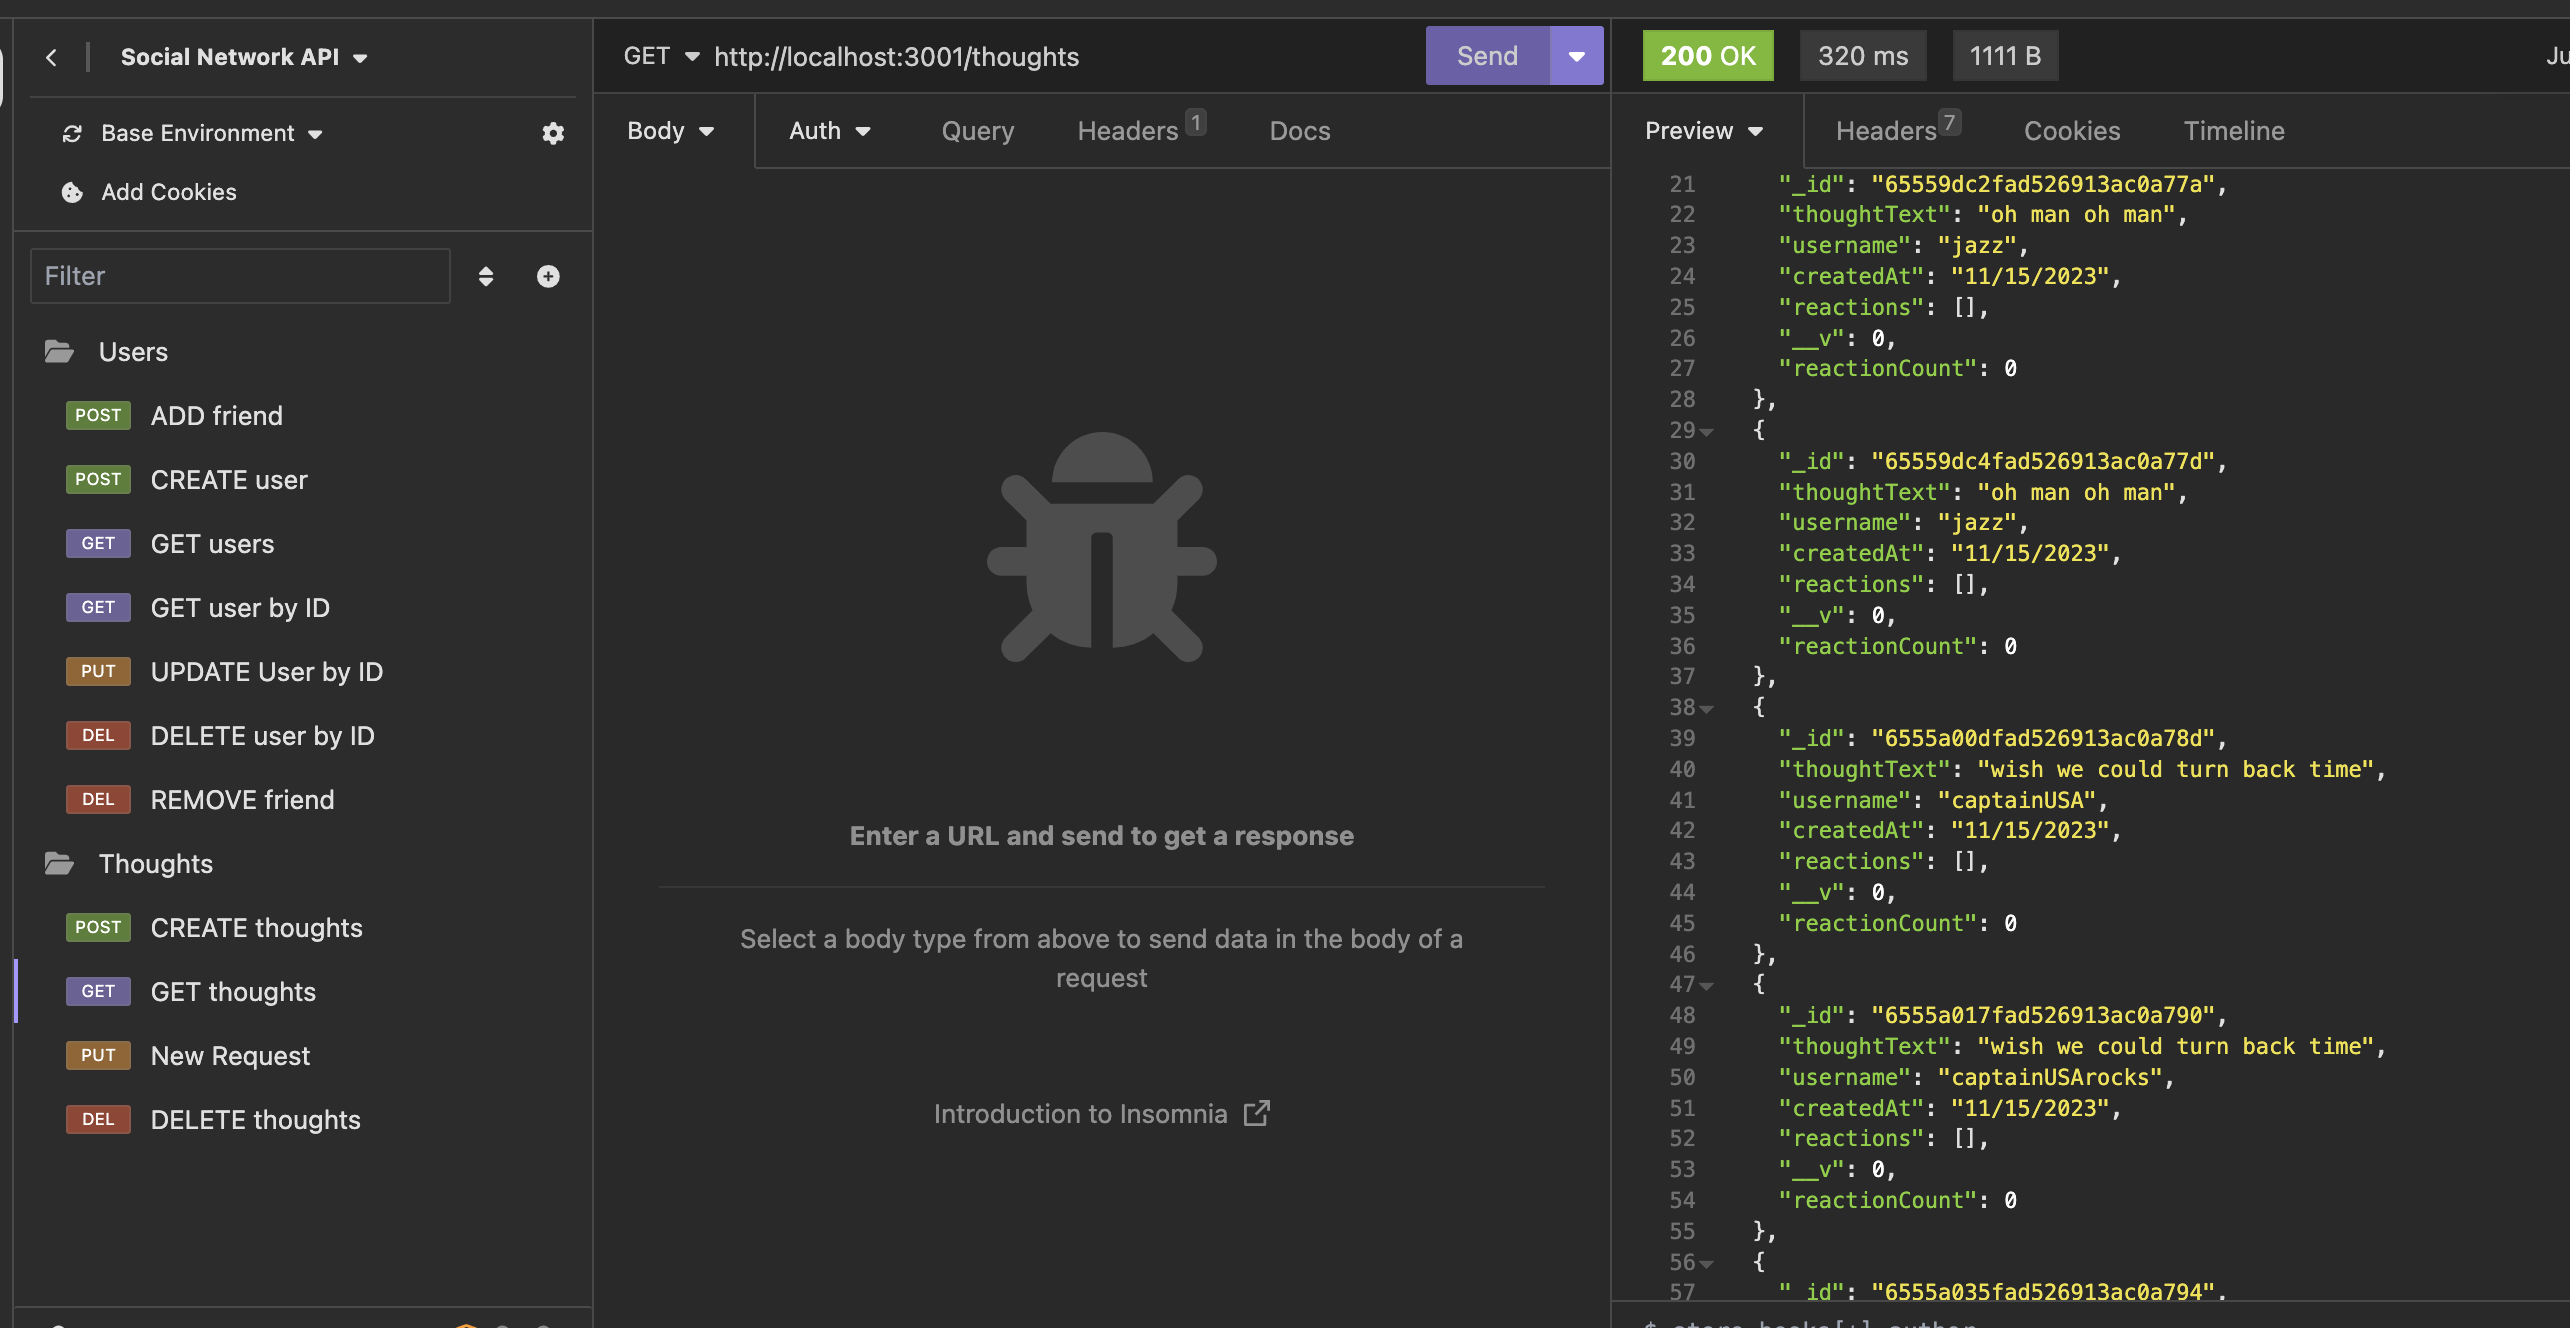 Social Network API
Base Environment
Add Cookies
Filter
Users
POST ADD friend
POST CREATE user
GET GET users
GET GET user by ID
PUT UPDATE User by ID
DEL DELETE user by ID
DEL REMOVE friend
Thoughts
POST CREATE thoughts
GET GET thoughts
PUT New Request
DEL DELETE thoughts
GET http://localhost:3001/thoughts Send
Body Auth Query Headers 1 Docs
Enter a URL and send to get a response
Select a body type from above to send data in the body of a
request
Introduction to Insomnia
200 OK 320 ms 1111 B
Preview Headers 7 Cookies Timeline
21 "_id": "65559dc2fad526913ac0a77a",
22 "thoughtText": "oh man oh man",
23 "username": "jazz",
24 "createdAt": "11/15/2023",
25 "reactions": [],
26 "__v": 0,
27 "reactionCount": 0
28 },
29 {
30 "_id": "65559dc4fad526913ac0a77d",
31 "thoughtText": "oh man oh man",
32 "username": "jazz",
33 "createdAt": "11/15/2023",
34 "reactions": [],
35 "__v": 0,
36 "reactionCount": 0
37 },
38 {
39 "_id": "6555a00dfad526913ac0a78d",
40 "thoughtText": "wish we could turn back time",
41 "username": "captainUSA",
42 "createdAt": "11/15/2023",
43 "reactions": [],
44 "__v": 0,
45 "reactionCount": 0
46 },
47 {
48 "_id": "6555a017fad526913ac0a790",
49 "thoughtText": "wish we could turn back time",
50 "username": "captainUSArocks",
51 "createdAt": "11/15/2023",
52 "reactions": [],
53 "__v": 0,
54 "reactionCount": 0
55 },
56 {
57 "_id": "6555a035fad526913ac0a794",